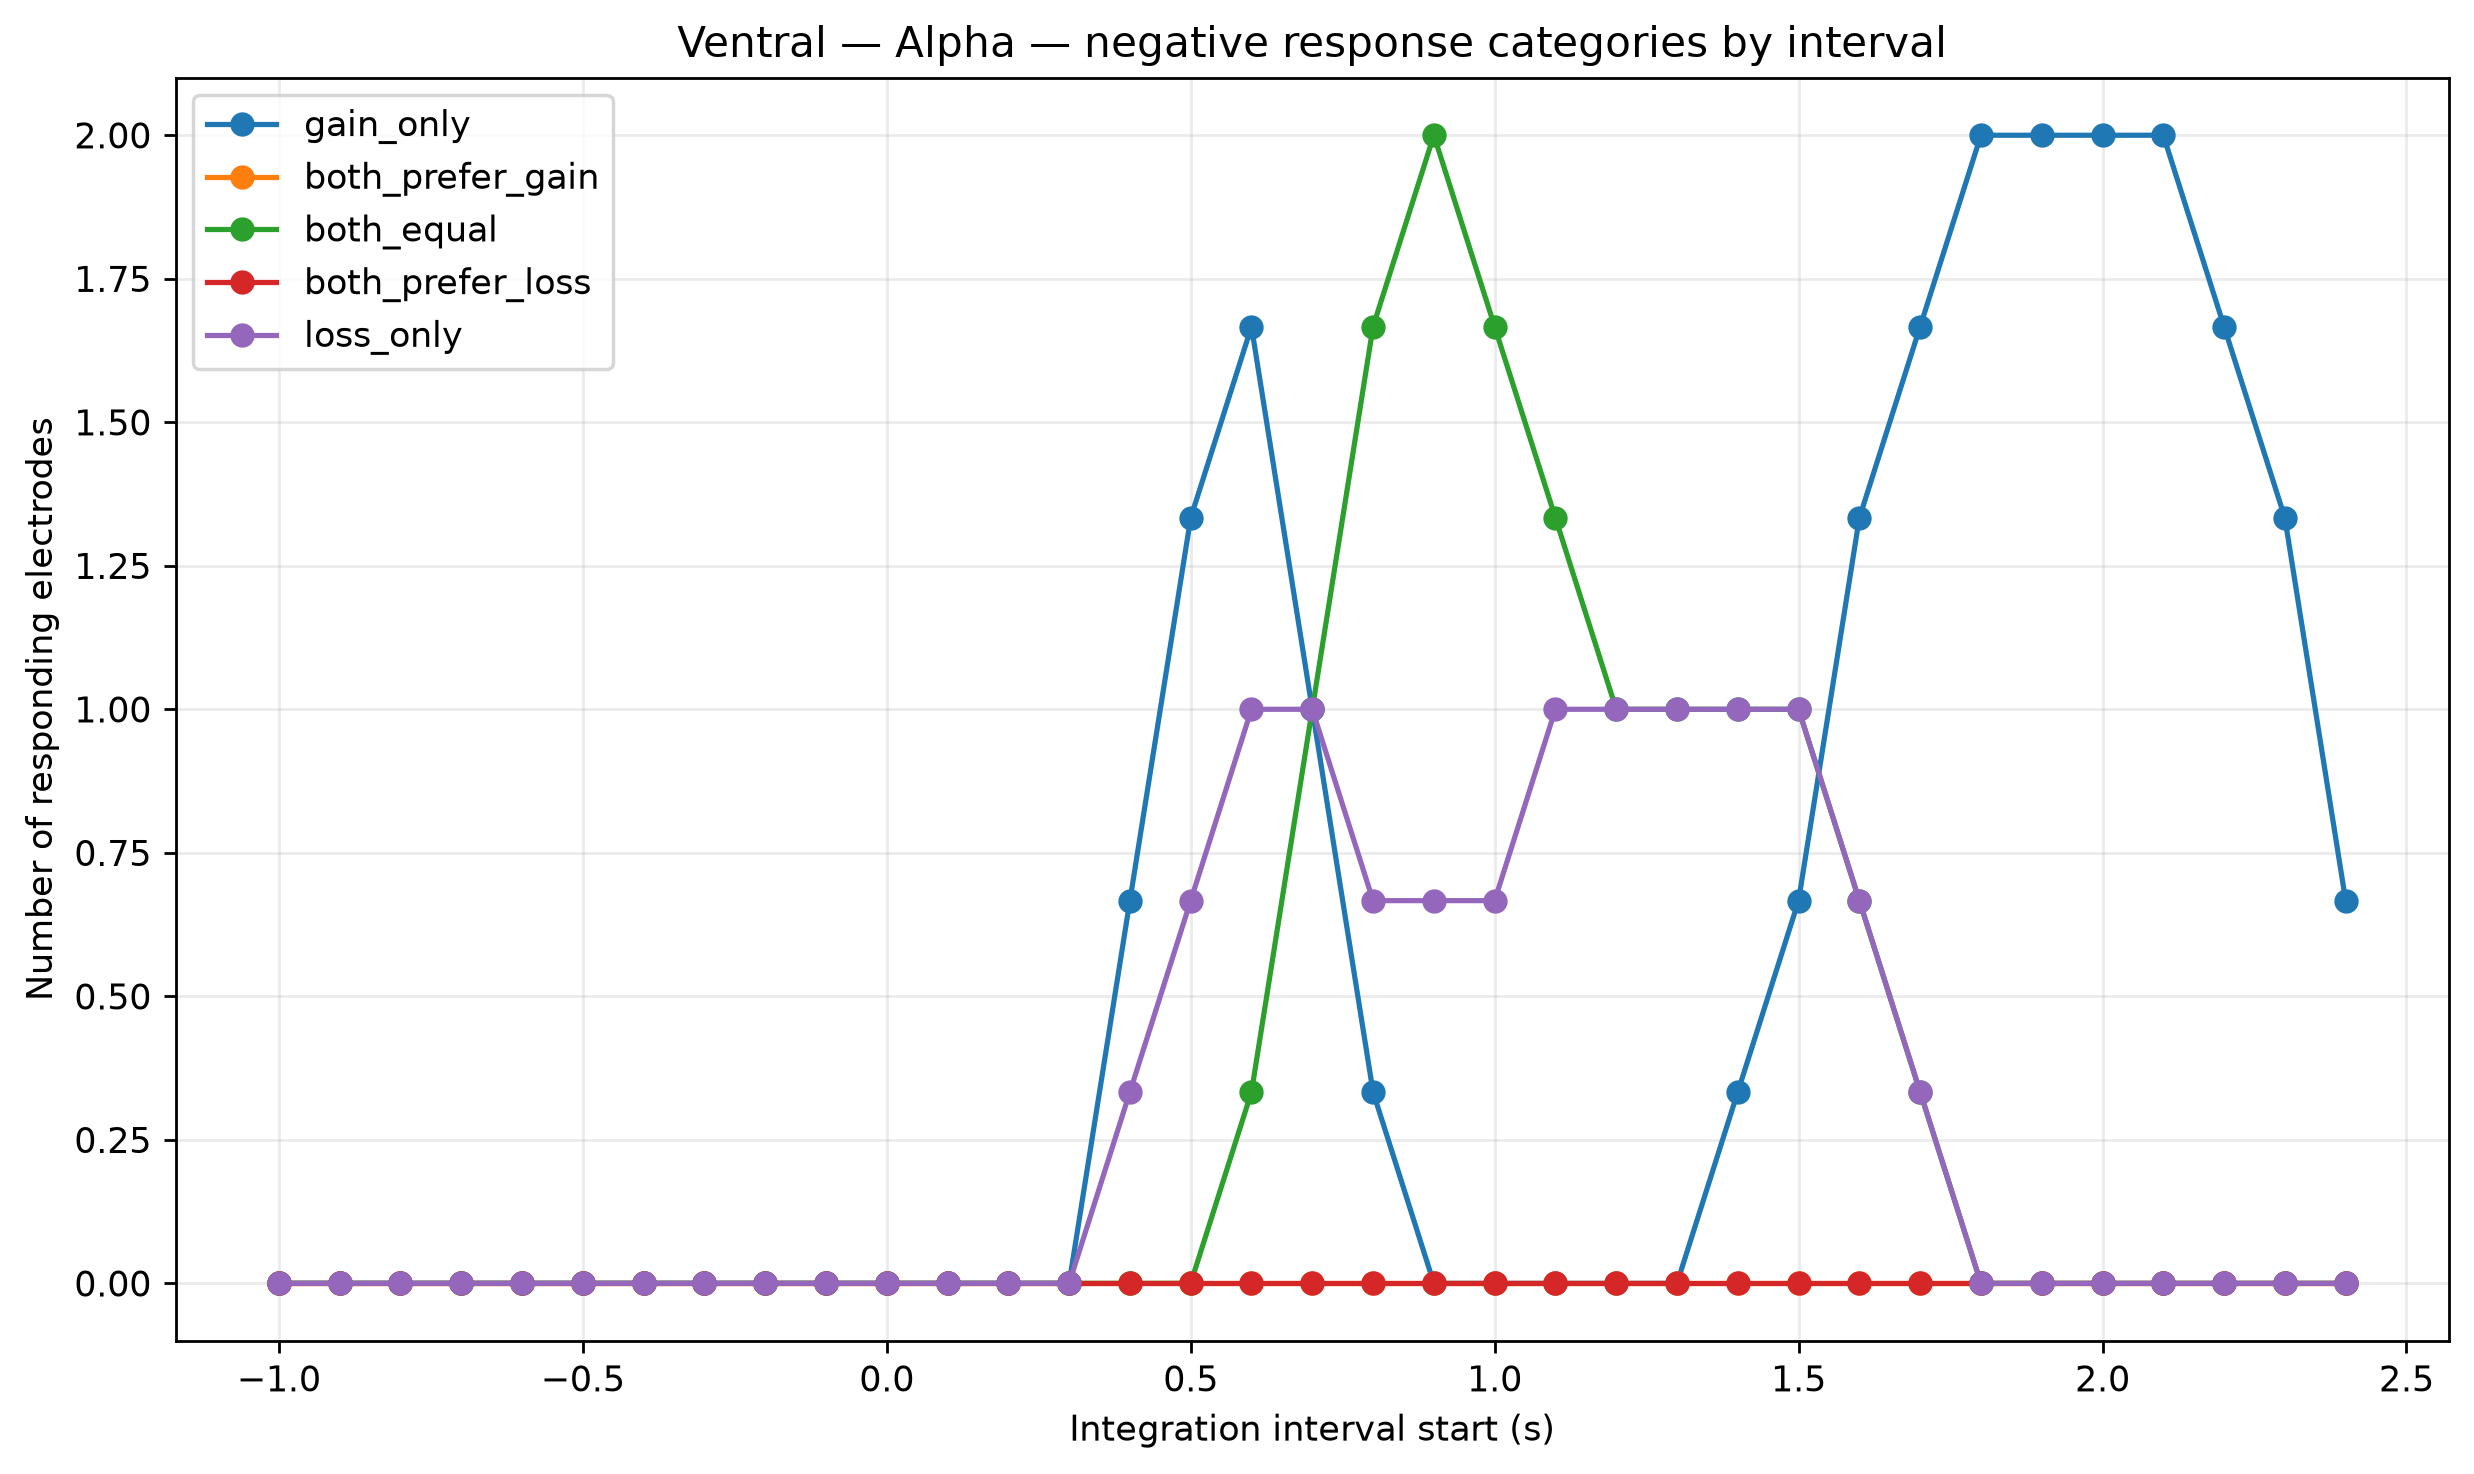 Ventral — Alpha — negative response categories by interval
gain_only
both_prefer_gain
both_equal
both_prefer_loss
loss_only
Number of responding electrodes
2.00
1.75
1.50
1.25
1.00
0.75
0.50
0.25
0.00
−1.0 −0.5 0.0 0.5 1.0 1.5 2.0 2.5
Integration interval start (s)